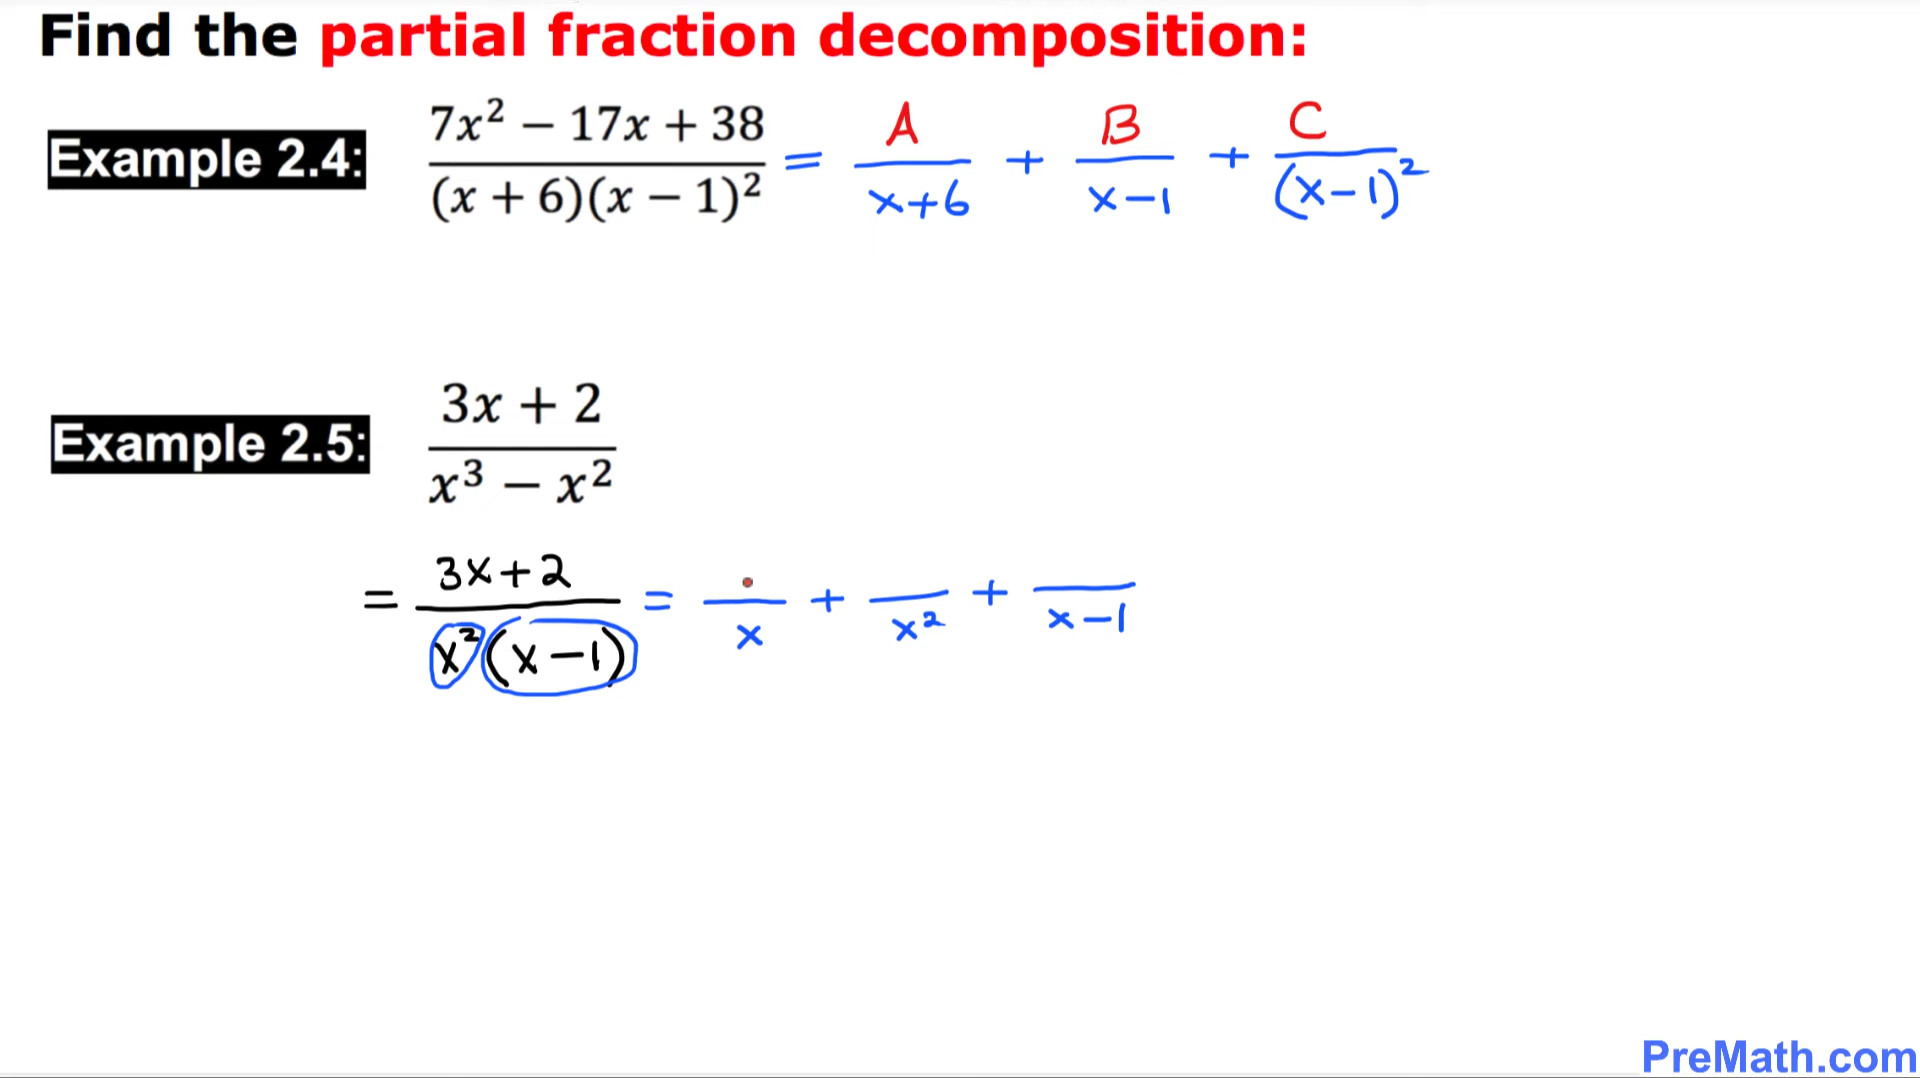 Find the partial fraction decomposition:
Example 2.4: (7x² − 17x + 38)/((x + 6)(x − 1)²) = A/(x+6) + B/(x−1) + C/(x−1)²
Example 2.5: (3x + 2)/(x³ − x²)
= (3x+2)/(x²(x−1)) = /x + /x² + /(x−1)
PreMath.com